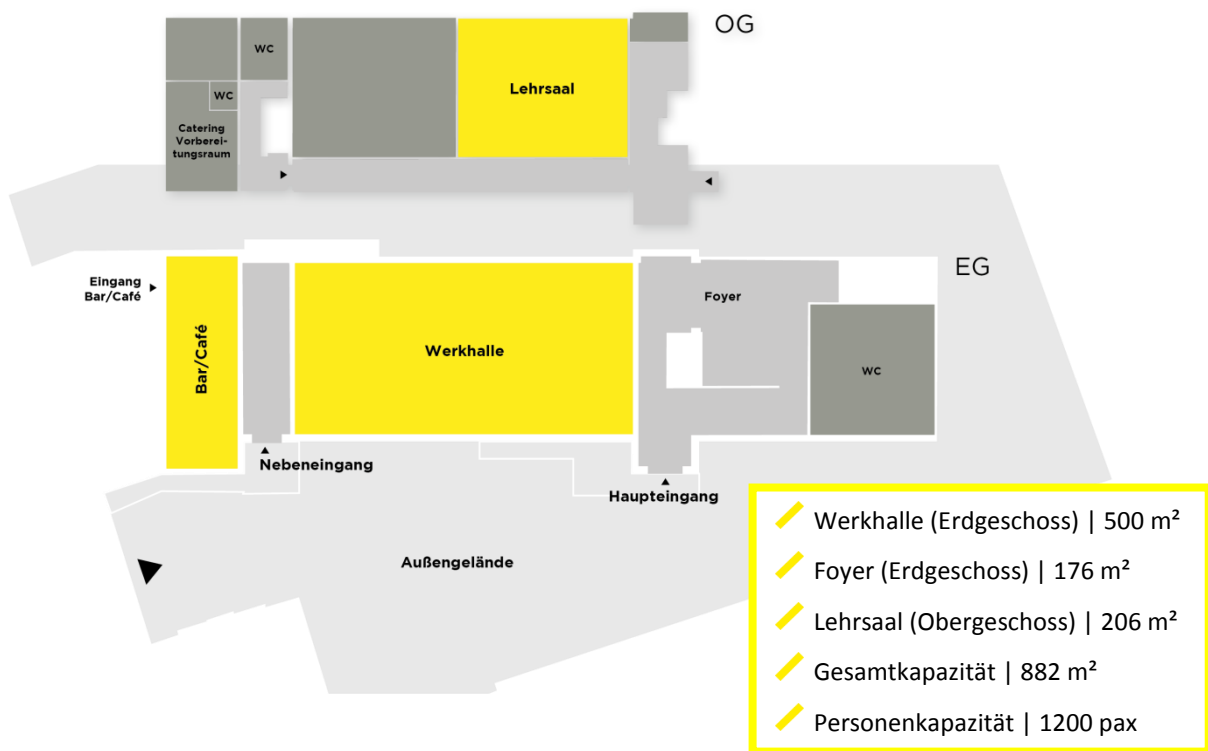 OG
WC
Lehrsaal
WC
Catering
Vorberei-
tungsraum
EG
Eingang
Bar/Café
Foyer
Bar/Café
Werkhalle
WC
Nebeneingang
Haupteingang
Außengelände
Werkhalle (Erdgeschoss) | 500 m²
Foyer (Erdgeschoss) | 176 m²
Lehrsaal (Obergeschoss) | 206 m²
Gesamtkapazität | 882 m²
Personenkapazität | 1200 pax